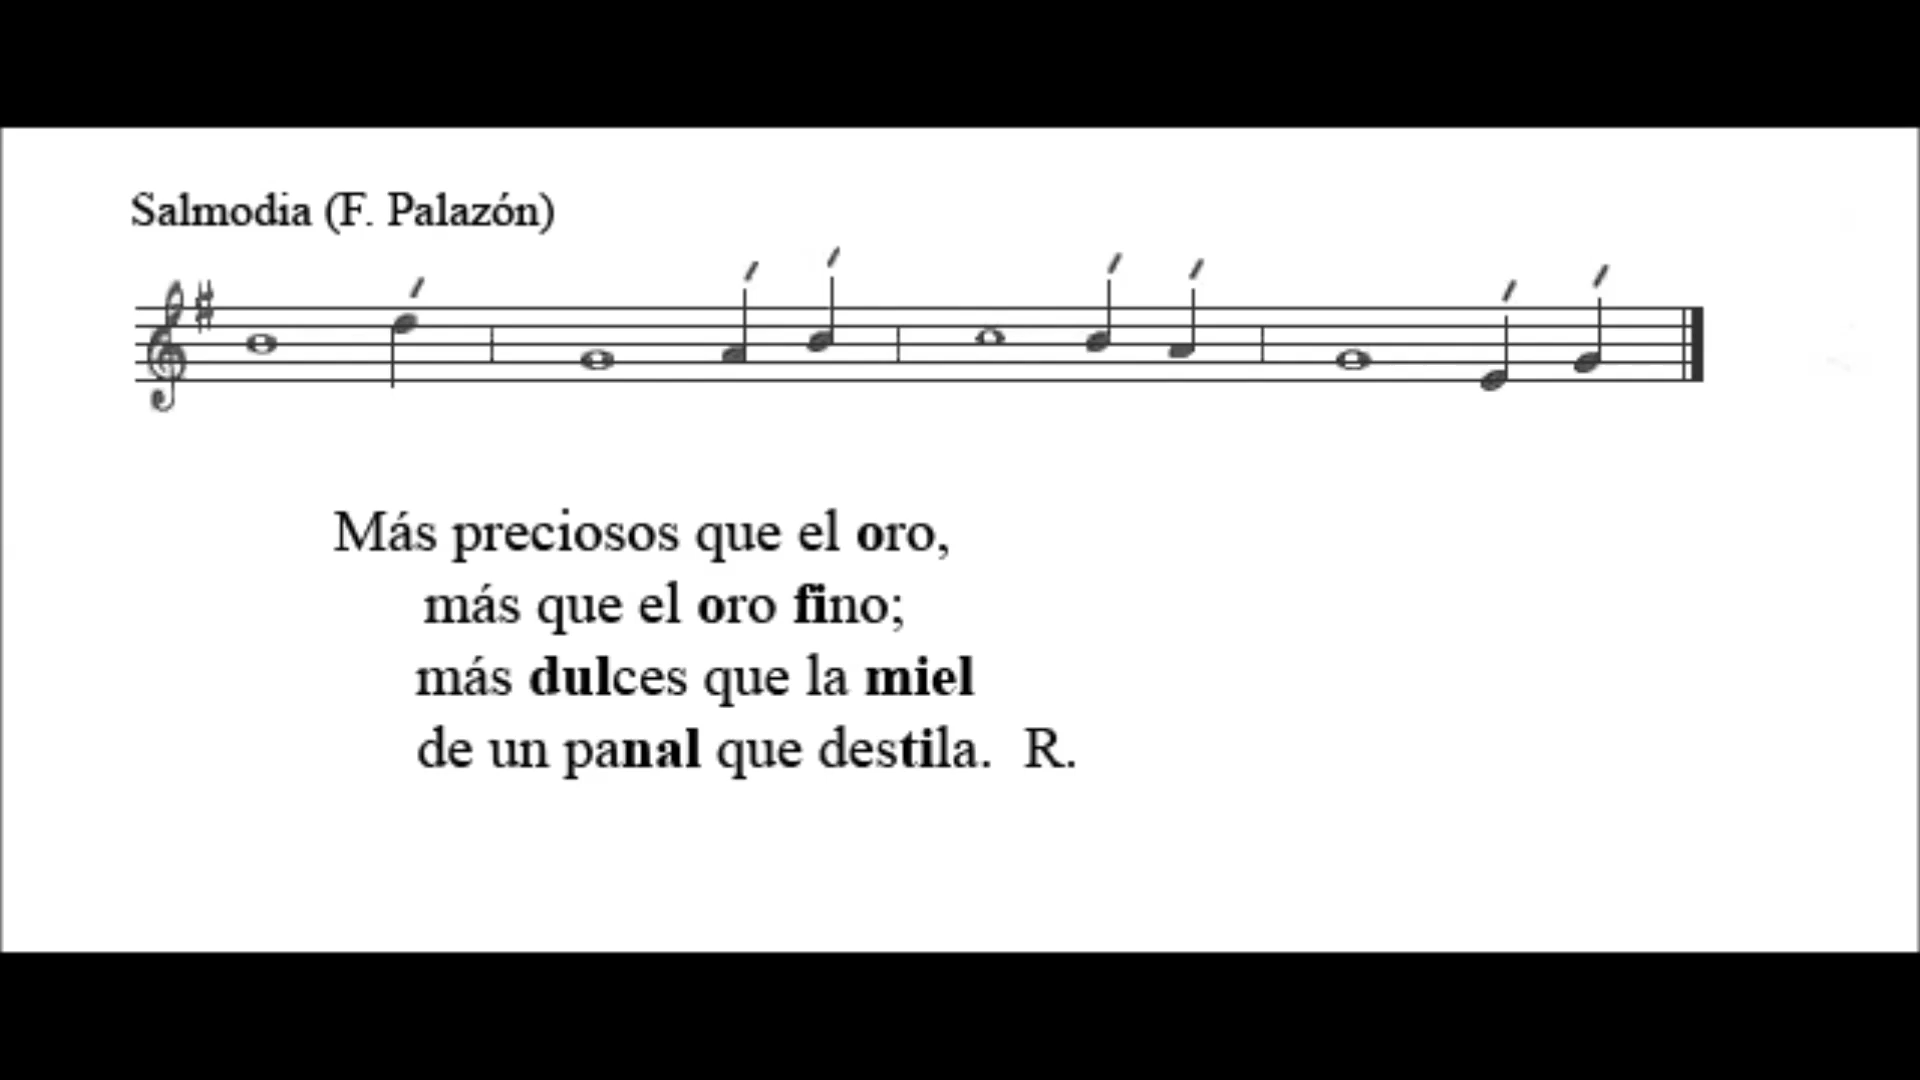 Salmodia (F. Palazón)
Más preciosos que el oro,
más que el oro fino;
más dulces que la miel
de un panal que destila. R.